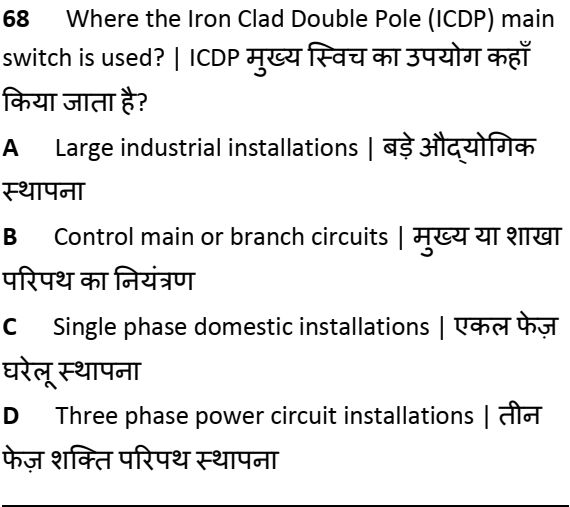 68 Where the Iron Clad Double Pole (ICDP) main
switch is used? | ICDP मुख्य स्विच का उपयोग कहाँ
किया जाता है?
A Large industrial installations | बड़े औद्योगिक
स्थापना
B Control main or branch circuits | मुख्य या शाखा
परिपथ का नियंत्रण
C Single phase domestic installations | एकल फेज़
घरेलू स्थापना
D Three phase power circuit installations | तीन
फेज़ शक्ति परिपथ स्थापना